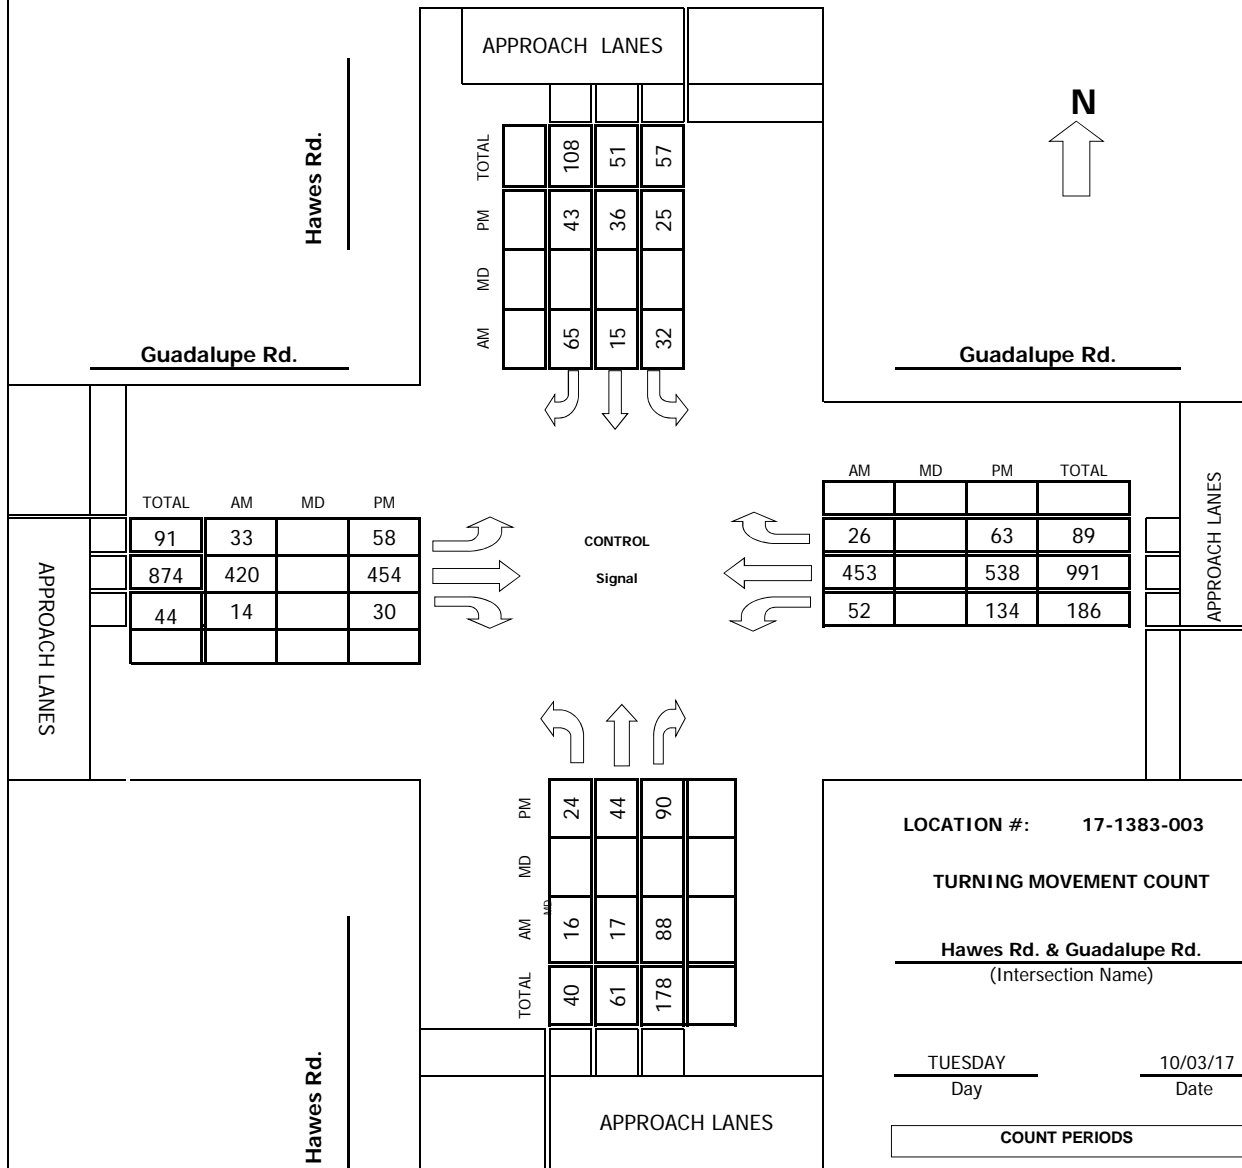 APPROACH LANES
N
Hawes Rd.
TOTAL 108 51 57
PM 43 36 25
MD
AM 65 15 32
Guadalupe Rd.
Guadalupe Rd.
TOTAL AM MD PM
91 33 58
874 420 454
44 14 30
APPROACH LANES
CONTROL
Signal
AM MD PM TOTAL
26 63 89
453 538 991
52 134 186
APPROACH LANES
PM 24 44 90
MD
MD
AM 16 17 88
TOTAL 40 61 178
Hawes Rd.
APPROACH LANES
LOCATION #: 17-1383-003
TURNING MOVEMENT COUNT
Hawes Rd. & Guadalupe Rd.
(Intersection Name)
TUESDAY 10/03/17
Day Date
COUNT PERIODS